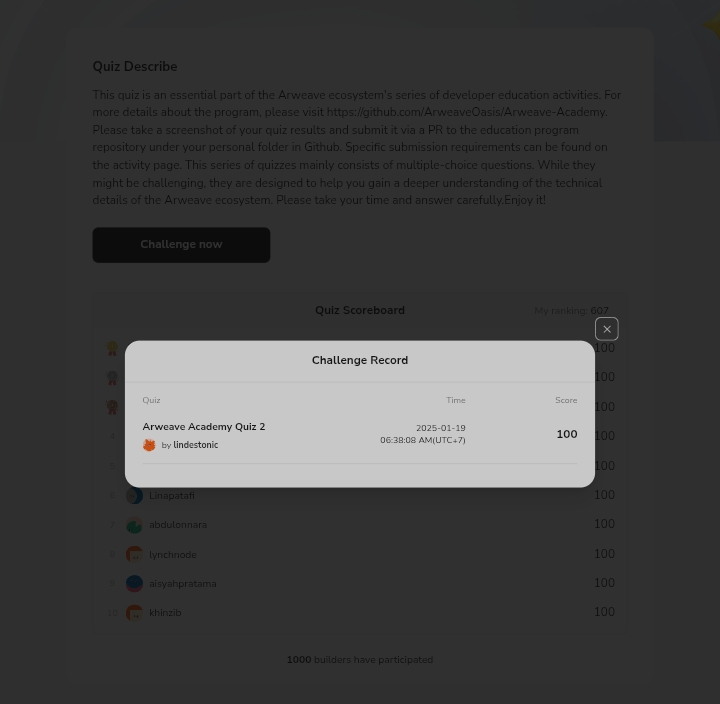 Quiz Describe
This quiz is an essential part of the Arweave ecosystem's series of developer education activities. For
more details about the program, please visit https://github.com/ArweaveOasis/Arweave-Academy.
Please take a screenshot of your quiz results and submit it via a PR to the education program
repository under your personal folder in Github. Specific submission requirements can be found on
the activity page. This series of quizzes mainly consists of multiple-choice questions. While they
might be challenging, they are designed to help you gain a deeper understanding of the technical
details of the Arweave ecosystem. Please take your time and answer carefully.Enjoy it!
Challenge now
Quiz Scoreboard My ranking: 607
100
100
100
100
100
Challenge Record
Quiz Time Score
Arweave Academy Quiz 2 2025-01-19
by lindestonic 06:38:08 AM(UTC+7) 100
6 Linapatafi 100
7 abdulonnara 100
8 lynchnode 100
9 aisyahpratama 100
10 khinzib 100
1000 builders have participated